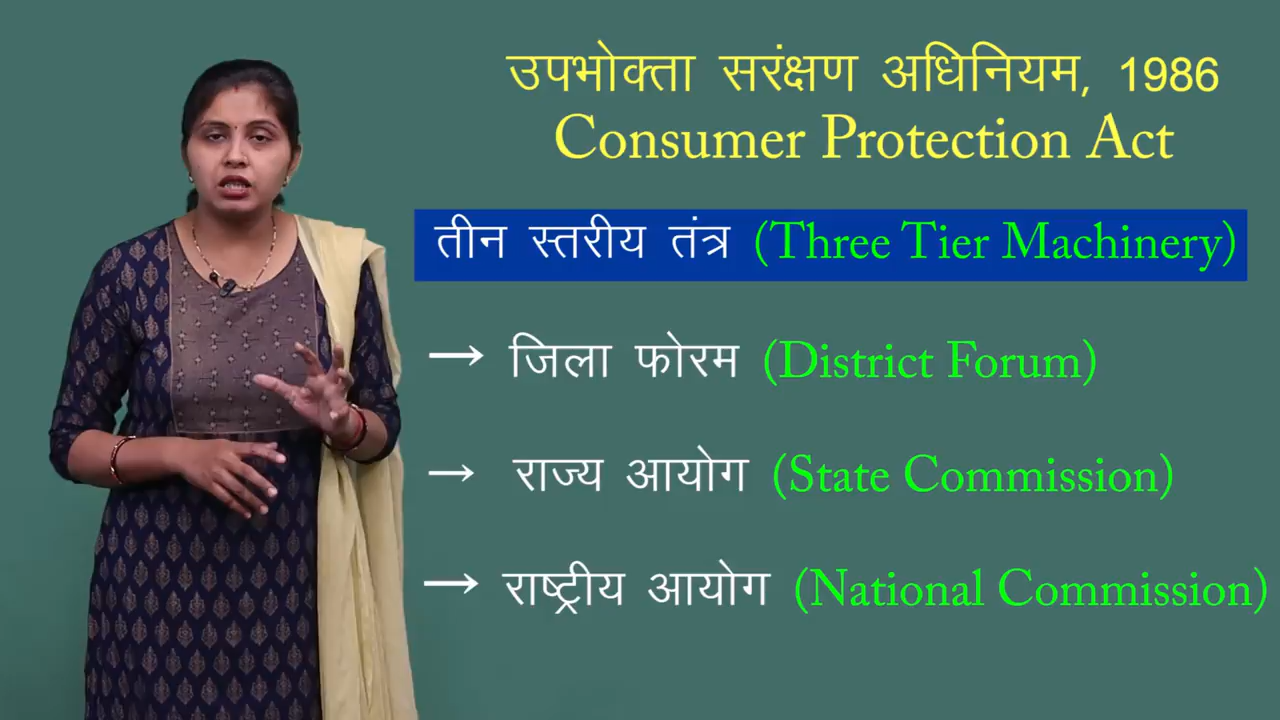 उपभोक्ता सरंक्षण अधिनियम, 1986
Consumer Protection Act
तीन स्तरीय तंत्र (Three Tier Machinery)
→ जिला फोरम (District Forum)
→ राज्य आयोग (State Commission)
→ राष्ट्रीय आयोग (National Commission)